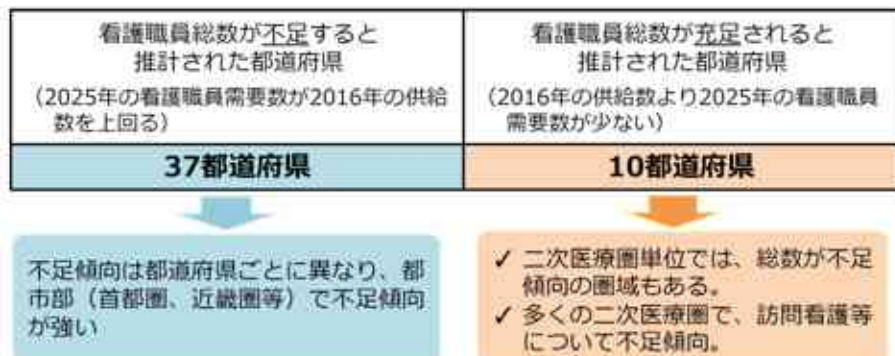 看護職員総数が不足すると
推計された都道府県
（2025年の看護職員需要数が2016年の供給
数を上回る）
37都道府県
看護職員総数が充足されると
推計された都道府県
（2016年の供給数より2025年の看護職員
需要数が少ない）
10都道府県
不足傾向は都道府県ごとに異なり、都
市部（首都圏、近畿圏等）で不足傾向
が強い
✓ 二次医療圏単位では、総数が不足
傾向の圏域もある。
✓ 多くの二次医療圏で、訪問看護等
について不足傾向。